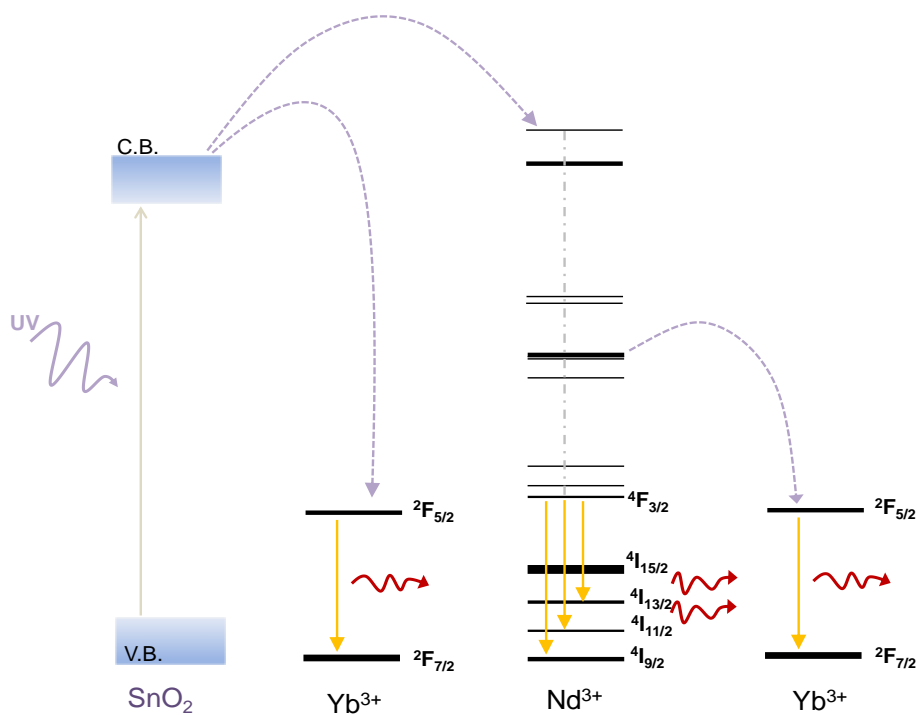 C.B.
UV
⁴F₃/₂
²F₅/₂
²F₅/₂
⁴I₁₅/₂
⁴I₁₃/₂
⁴I₁₁/₂
V.B.
²F₇/₂
⁴I₉/₂
²F₇/₂
SnO₂
Yb³⁺
Nd³⁺
Yb³⁺